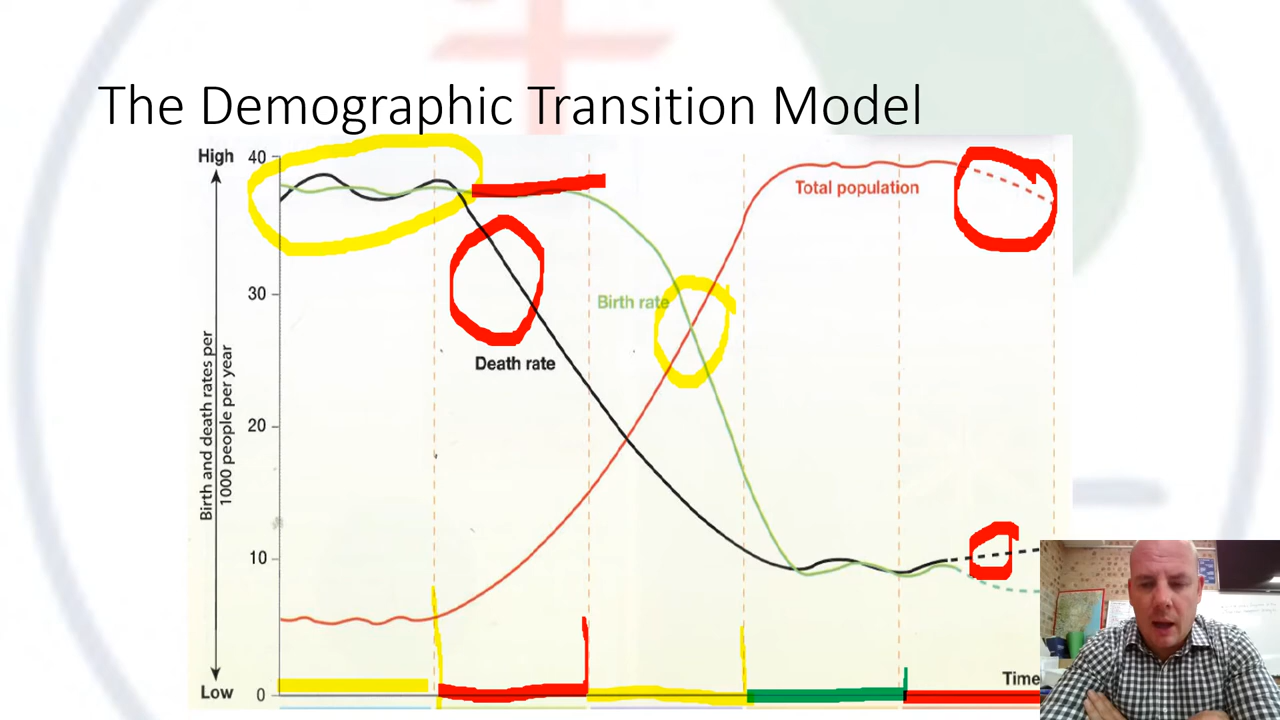 The Demographic Transition Model
High
40
Total population
30
Birth rate
Death rate
Birth and death rates per
1000 people per year
20
10
Time
Low
0